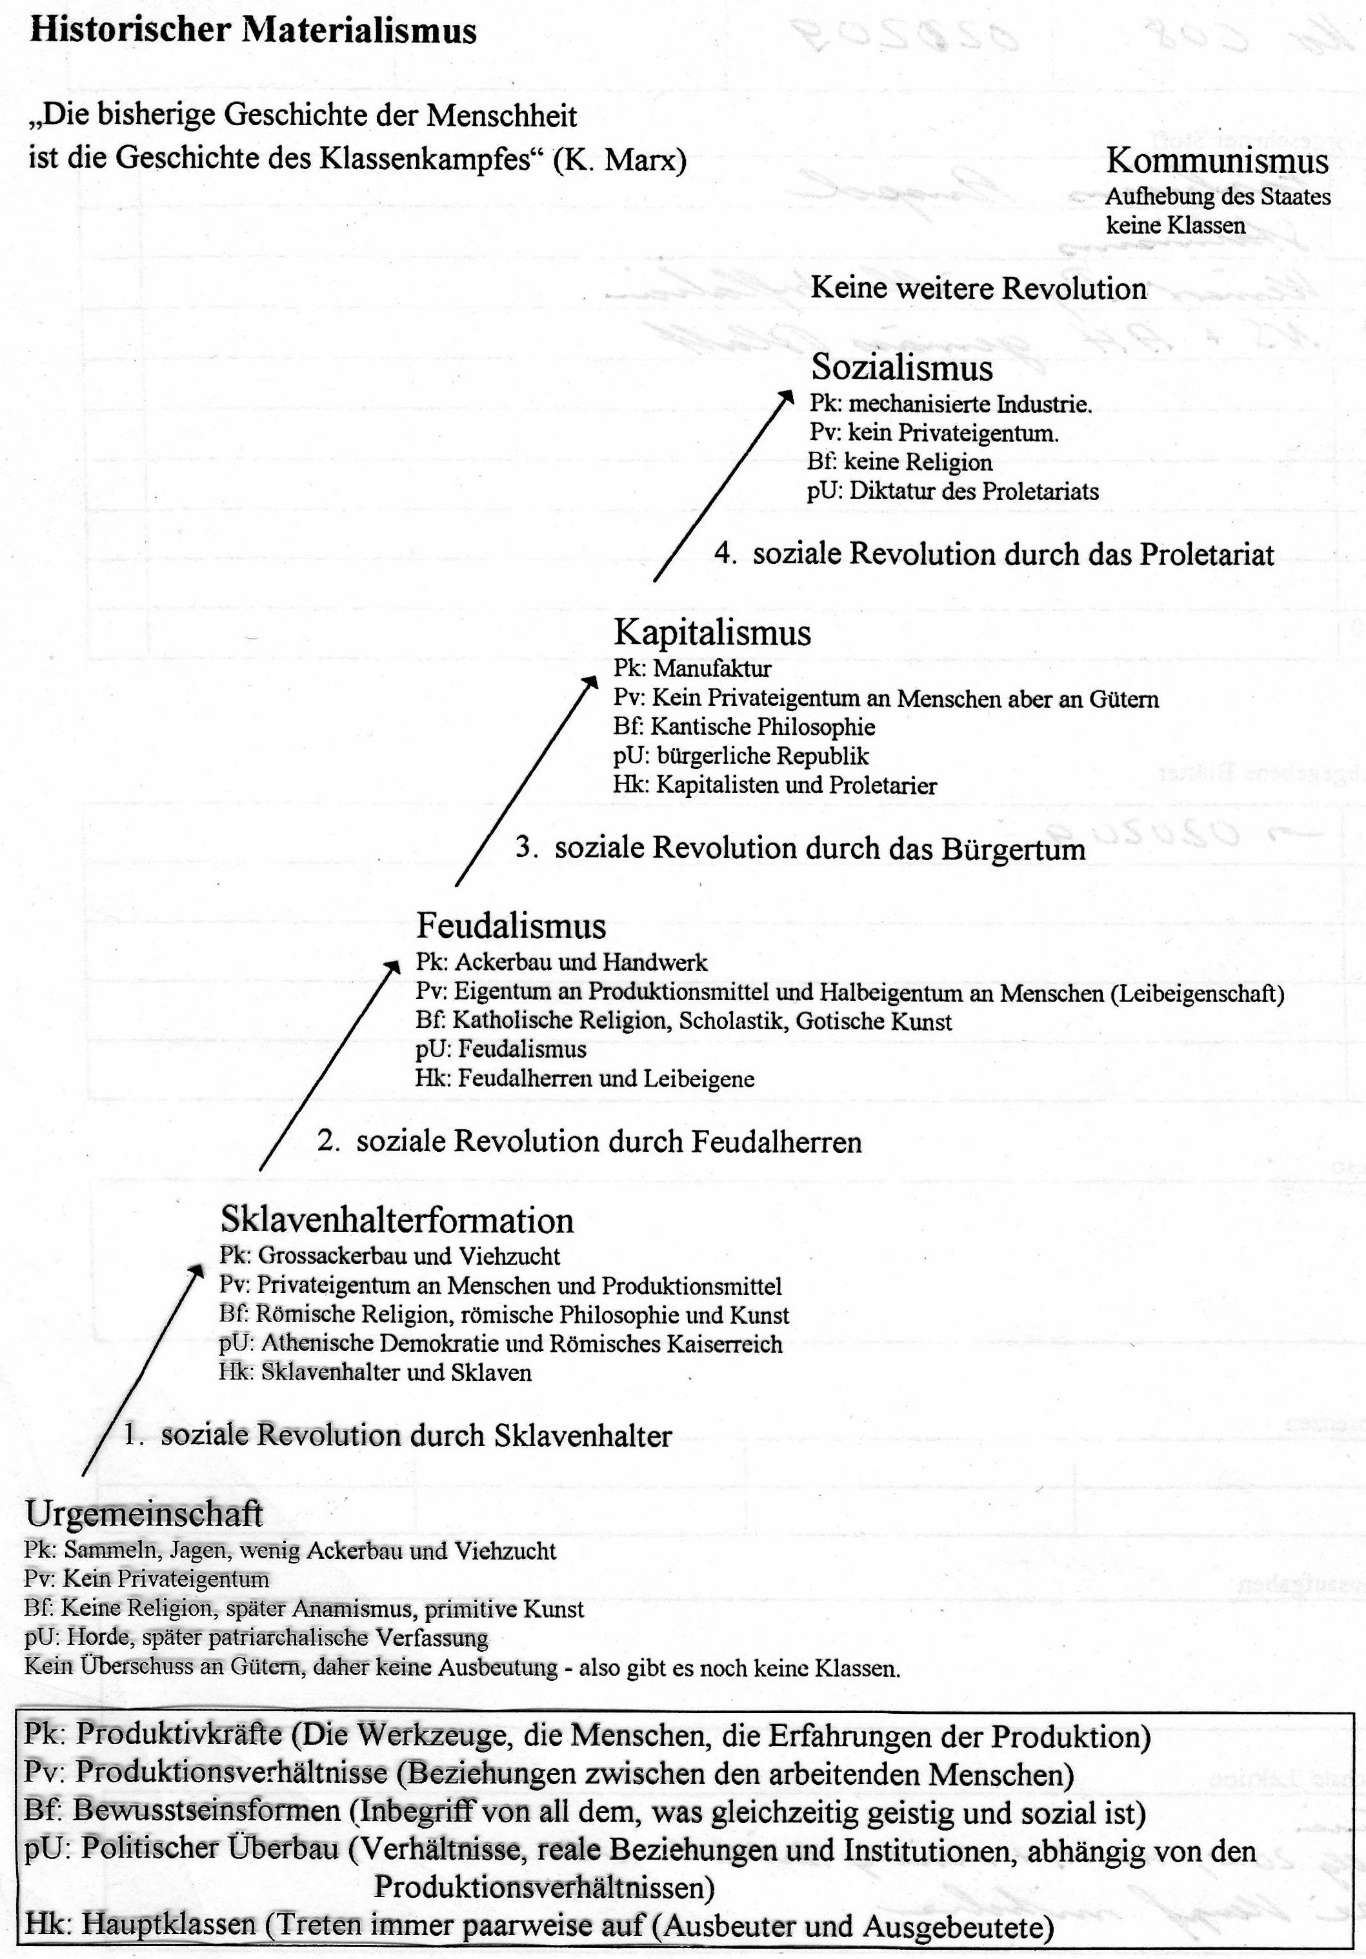 Historischer Materialismus
„Die bisherige Geschichte der Menschheit
ist die Geschichte des Klassenkampfes“ (K. Marx)
Kommunismus
Aufhebung des Staates
keine Klassen
Keine weitere Revolution
Sozialismus
Pk: mechanisierte Industrie.
Pv: kein Privateigentum.
Bf: keine Religion
pU: Diktatur des Proletariats
4. soziale Revolution durch das Proletariat
Kapitalismus
Pk: Manufaktur
Pv: Kein Privateigentum an Menschen aber an Gütern
Bf: Kantische Philosophie
pU: bürgerliche Republik
Hk: Kapitalisten und Proletarier
3. soziale Revolution durch das Bürgertum
Feudalismus
Pk: Ackerbau und Handwerk
Pv: Eigentum an Produktionsmittel und Halbeigentum an Menschen (Leibeigenschaft)
Bf: Katholische Religion, Scholastik, Gotische Kunst
pU: Feudalismus
Hk: Feudalherren und Leibeigene
2. soziale Revolution durch Feudalherren
Sklavenhalterformation
Pk: Grossackerbau und Viehzucht
Pv: Privateigentum an Menschen und Produktionsmittel
Bf: Römische Religion, römische Philosophie und Kunst
pU: Athenische Demokratie und Römisches Kaiserreich
Hk: Sklavenhalter und Sklaven
1. soziale Revolution durch Sklavenhalter
Urgemeinschaft
Pk: Sammeln, Jagen, wenig Ackerbau und Viehzucht
Pv: Kein Privateigentum
Bf: Keine Religion, später Anamismus, primitive Kunst
pU: Horde, später patriarchalische Verfassung
Kein Überschuss an Gütern, daher keine Ausbeutung - also gibt es noch keine Klassen.
Pk: Produktivkräfte (Die Werkzeuge, die Menschen, die Erfahrungen der Produktion)
Pv: Produktionsverhältnisse (Beziehungen zwischen den arbeitenden Menschen)
Bf: Bewusstseinsformen (Inbegriff von all dem, was gleichzeitig geistig und sozial ist)
pU: Politischer Überbau (Verhältnisse, reale Beziehungen und Institutionen, abhängig von den
Produktionsverhältnissen)
Hk: Hauptklassen (Treten immer paarweise auf (Ausbeuter und Ausgebeutete)